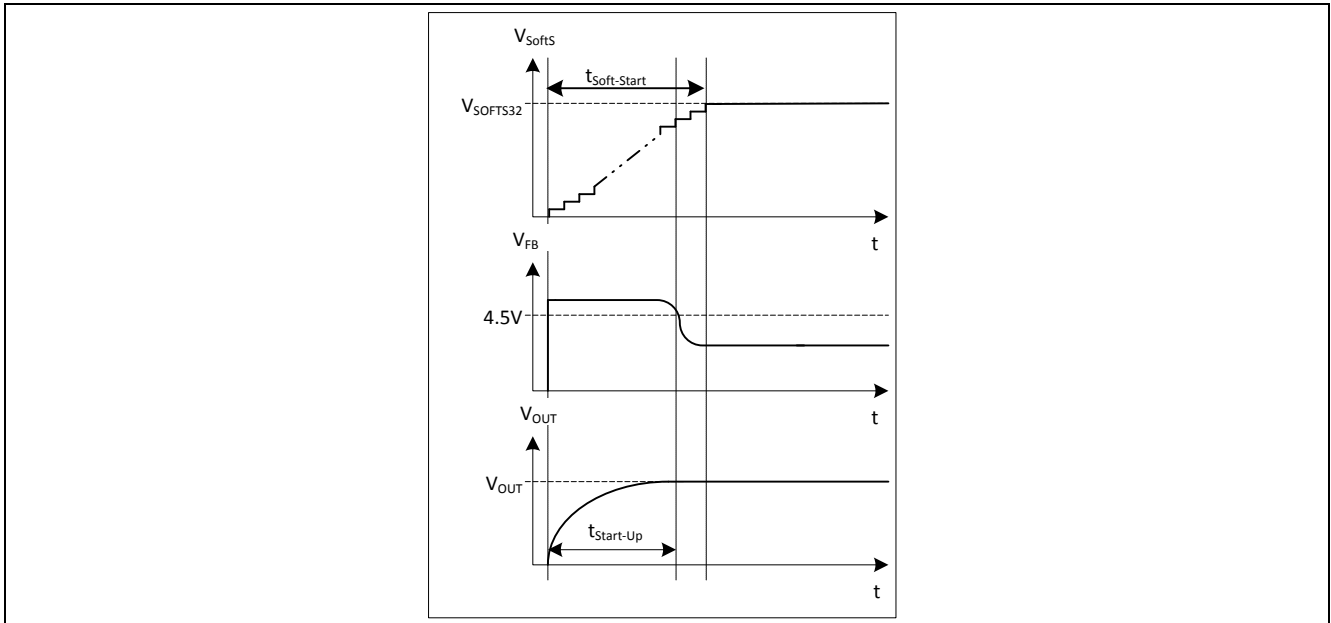 V_SoftS
t_Soft-Start
V_SOFTS32
t
V_FB
4.5V
t
V_OUT
V_OUT
t_Start-Up
t